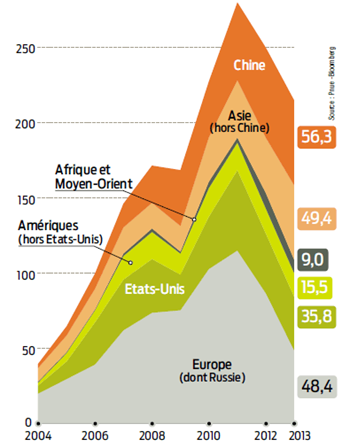 250
200
150
100
50
0
2004
2006
2008
2010
2012
2013
Chine
Asie
(hors Chine)
Afrique et
Moyen-Orient
Amériques
(hors Etats-Unis)
Etats-Unis
Europe
(dont Russie)
56,3
49,4
9,0
15,5
35,8
48,4
Source : Pnue -Bloomberg